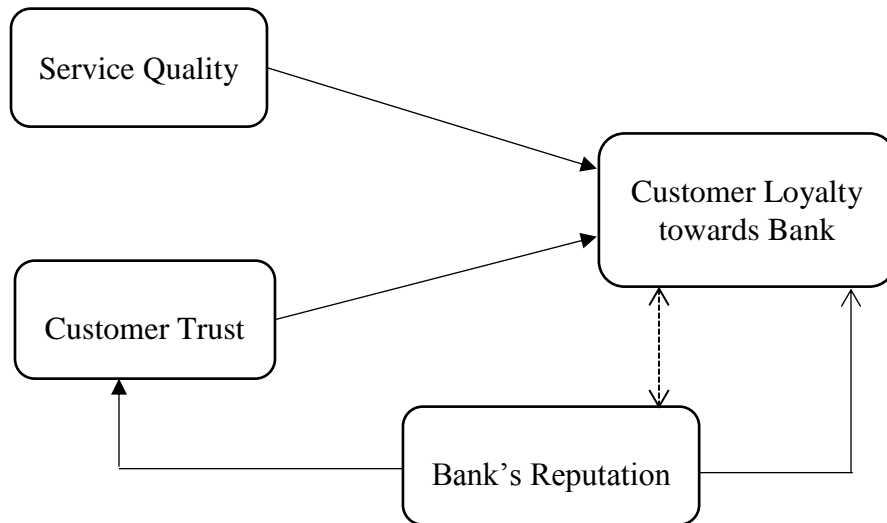 Service Quality
Customer Loyalty
towards Bank
Customer Trust
Bank’s Reputation